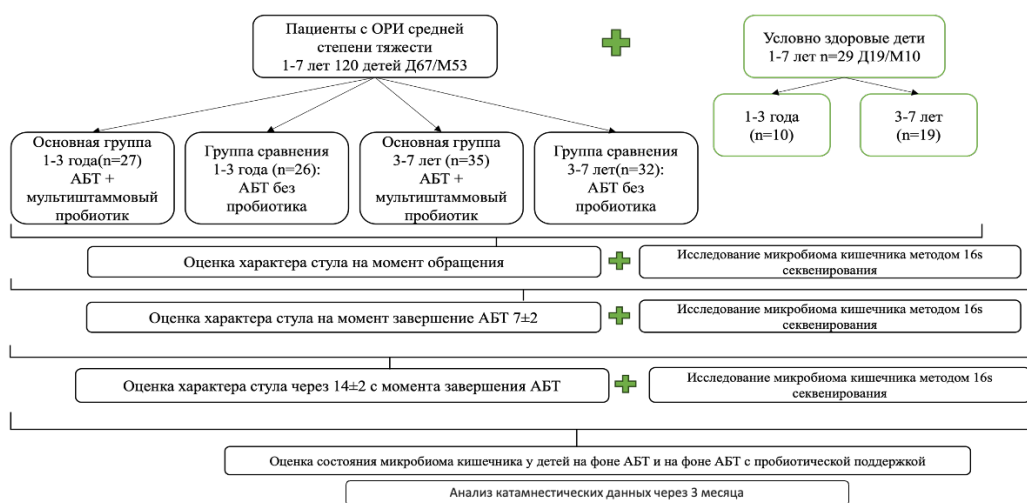 Пациенты с ОРИ средней
степени тяжести
1-7 лет 120 детей Д67/М53
Условно здоровые дети
1-7 лет n=29 Д19/М10
1-3 года
(n=10)
3-7 лет
(n=19)
Основная группа
1-3 года(n=27)
АБТ +
мультиштаммовый
пробиотик
Группа сравнения
1-3 года (n=26):
АБТ без
пробиотика
Основная группа
3-7 лет(n=35)
АБТ +
мультиштаммовый
пробиотик
Группа сравнения
3-7 лет(n=32):
АБТ без
пробиотика
Оценка характера стула на момент обращения
Исследование микробиома кишечника методом 16s
секвенирования
Оценка характера стула на момент завершение АБТ 7±2
Исследование микробиома кишечника методом 16s
секвенирования
Оценка характера стула через 14±2 с момента завершения АБТ
Исследование микробиома кишечника методом 16s
секвенирования
Оценка состояния микробиома кишечника у детей на фоне АБТ и на фоне АБТ с пробиотической поддержкой
Анализ катамнестических данных через 3 месяца